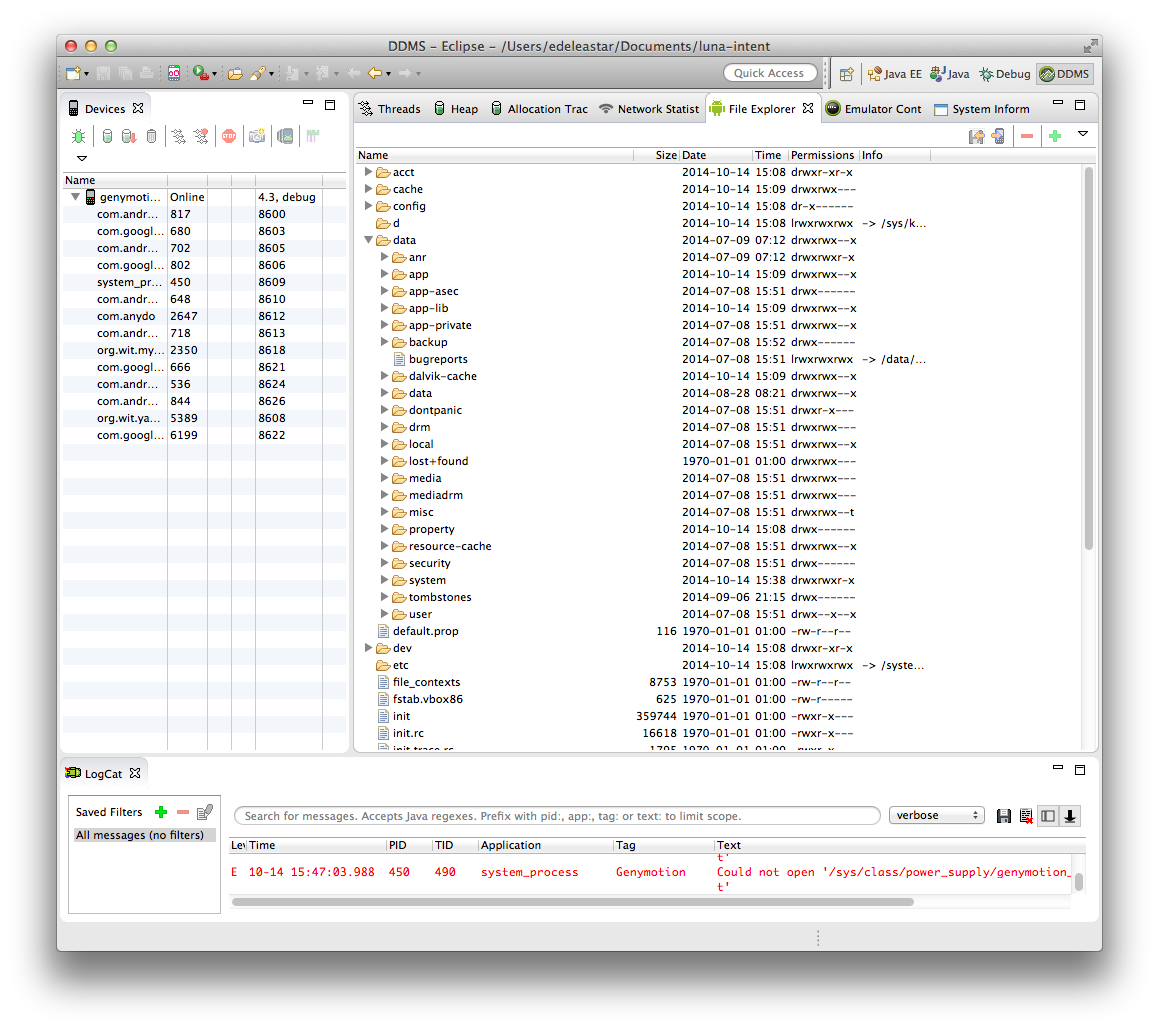 DDMS – Eclipse – /Users/edeleastar/Documents/luna-intent
Quick Access Java EE Java Debug DDMS
Devices
Name
genymoti... Online 4.3, debug
com.andr... 817 8600
com.googl... 680 8603
com.andr... 702 8605
com.googl... 802 8606
system_pr... 450 8609
com.andr... 648 8610
com.anydo 2647 8612
com.andr... 718 8613
org.wit.my... 2350 8618
com.googl... 666 8621
com.andr... 536 8624
com.andr... 844 8626
org.wit.ya... 5389 8608
com.googl... 6199 8622
Threads Heap Allocation Trac Network Statist File Explorer Emulator Cont System Inform
Name Size Date Time Permissions Info
acct 2014-10-14 15:08 drwxr-xr-x
cache 2014-10-14 15:09 drwxrwx---
config 2014-10-14 15:08 dr-x------
d 2014-10-14 15:08 lrwxrwxrwx -> /sys/k...
data 2014-07-09 07:12 drwxrwx--x
anr 2014-07-09 07:12 drwxrwxr-x
app 2014-10-14 15:09 drwxrwx--x
app-asec 2014-07-08 15:51 drwx------
app-lib 2014-10-14 15:09 drwxrwx--x
app-private 2014-07-08 15:51 drwxrwx--x
backup 2014-07-08 15:52 drwx------
bugreports 2014-07-08 15:51 lrwxrwxrwx -> /data/...
dalvik-cache 2014-10-14 15:09 drwxrwx--x
data 2014-08-28 08:21 drwxrwx--x
dontpanic 2014-07-08 15:51 drwxr-x---
drm 2014-07-08 15:51 drwxrwx---
local 2014-07-08 15:51 drwxrwx--x
lost+found 1970-01-01 01:00 drwxrwx---
media 2014-07-08 15:51 drwxrwx---
mediadrm 2014-07-08 15:51 drwxrwx---
misc 2014-07-08 15:51 drwxrwx--t
property 2014-10-14 15:08 drwx------
resource-cache 2014-07-08 15:51 drwxrwx--x
security 2014-07-08 15:51 drwx------
system 2014-10-14 15:38 drwxrwxr-x
tombstones 2014-09-06 21:15 drwx------
user 2014-07-08 15:51 drwx--x--x
default.prop 116 1970-01-01 01:00 -rw-r--r--
dev 2014-10-14 15:08 drwxr-xr-x
etc 2014-10-14 15:08 lrwxrwxrwx -> /syste...
file_contexts 8753 1970-01-01 01:00 -rw-r--r--
fstab.vbox86 625 1970-01-01 01:00 -rw-r-----
init 359744 1970-01-01 01:00 -rwxr-x---
init.rc 16618 1970-01-01 01:00 -rwxr-x---
init.trace.rc 1795 1970-01-01 01:00 -rwxr-x---
LogCat
Saved Filters
All messages (no filters)
Search for messages. Accepts Java regexes. Prefix with pid:, app:, tag: or text: to limit scope. verbose
Le Time PID TID Application Tag Text
t'
E 10-14 15:47:03.988 450 490 system_process Genymotion Could not open '/sys/class/power_supply/genymotion_
t'